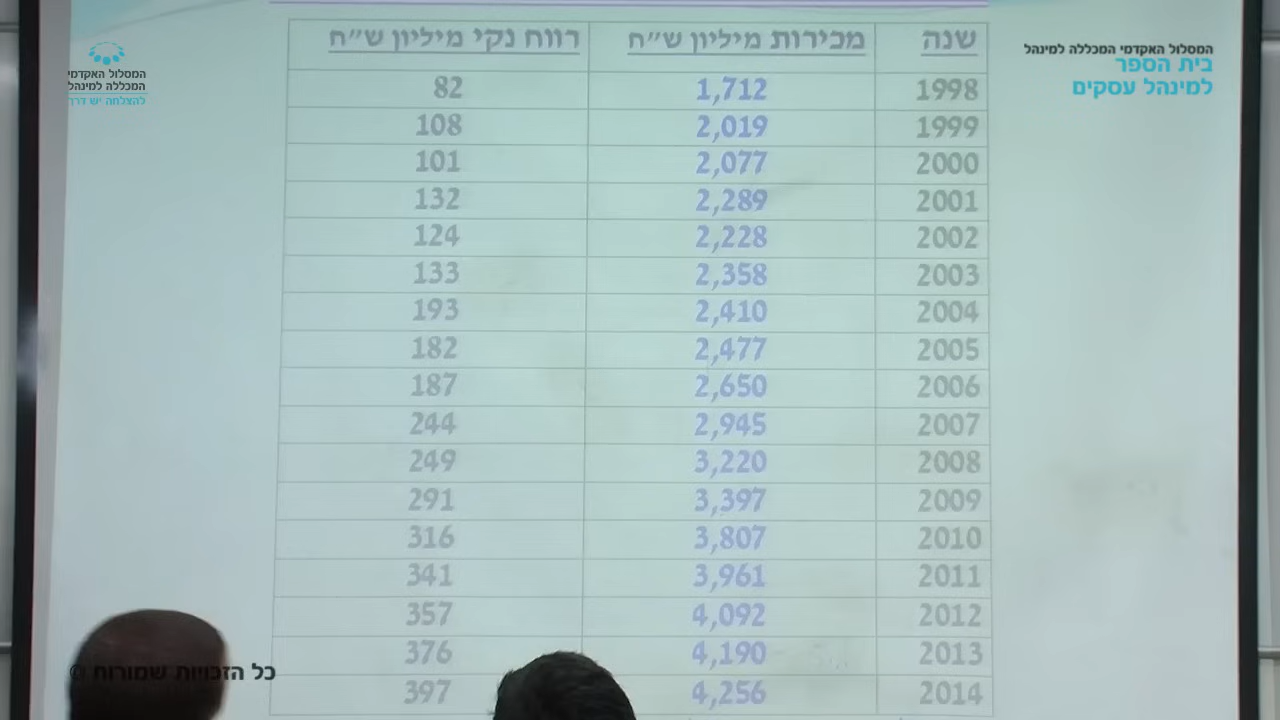 המסלול האקדמי המכללה למינהל
בית הספר
למינהל עסקים
המסלול האקדמי
המכללה למינהל
להצלחה יש דרך
שנה מכירות מיליון ש״ח רווח נקי מיליון ש״ח
1998 1,712 82
1999 2,019 108
2000 2,077 101
2001 2,289 132
2002 2,228 124
2003 2,358 133
2004 2,410 193
2005 2,477 182
2006 2,650 187
2007 2,945 244
2008 3,220 249
2009 3,397 291
2010 3,807 316
2011 3,961 341
2012 4,092 357
2013 4,190 376
2014 4,256 397
כל הזכויות שמורות ©